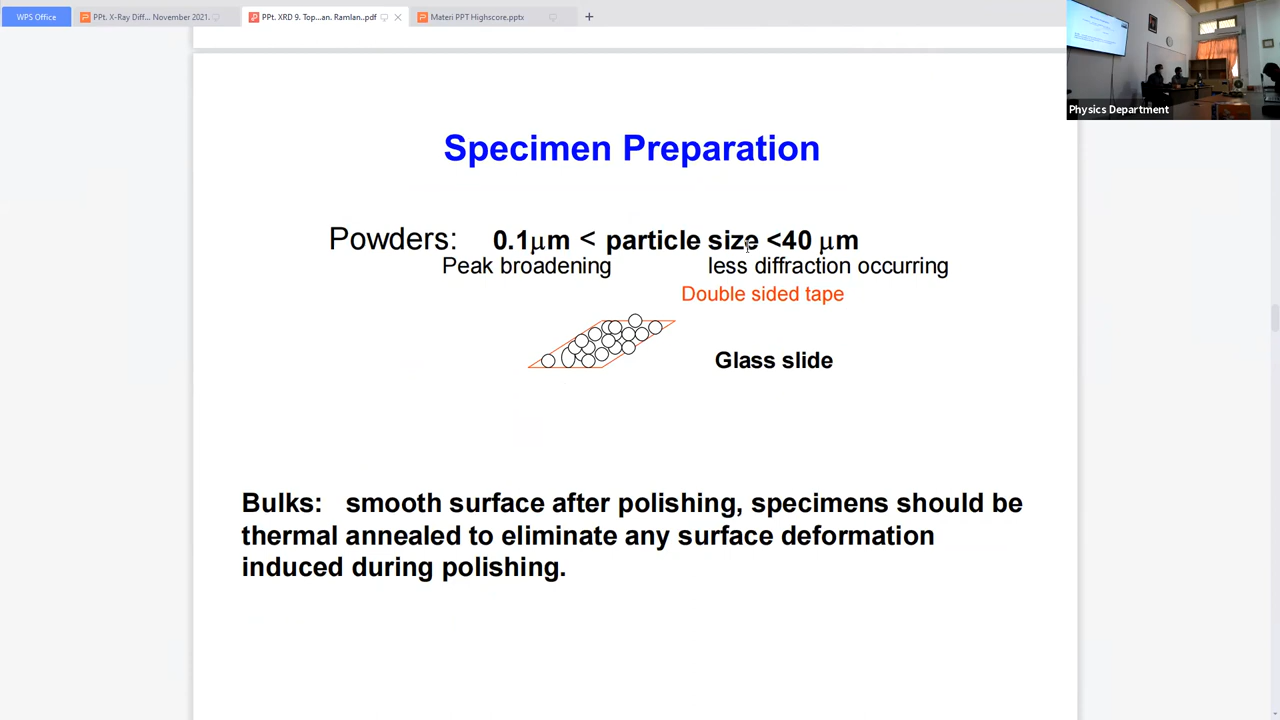 WPS Office
PPt. X-Ray Diff... November 2021.
PPt. XRD 9. Top...an. Ramlan..pdf
Materi PPT Highscore.pptx
Physics Department
Specimen Preparation
Powders: 0.1μm < particle size <40 μm
Peak broadening less diffraction occurring
Double sided tape
Glass slide
Bulks: smooth surface after polishing, specimens should be
thermal annealed to eliminate any surface deformation
induced during polishing.